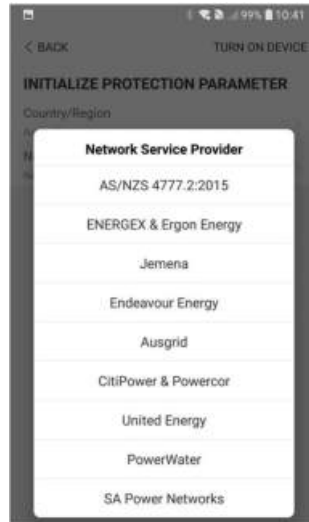 99% 10:41
< BACK
TURN ON DEVICE
INITIALIZE PROTECTION PARAMETER
Country/Region
Network Service Provider
AS/NZS 4777.2:2015
ENERGEX & Ergon Energy
Jemena
Endeavour Energy
Ausgrid
CitiPower & Powercor
United Energy
PowerWater
SA Power Networks